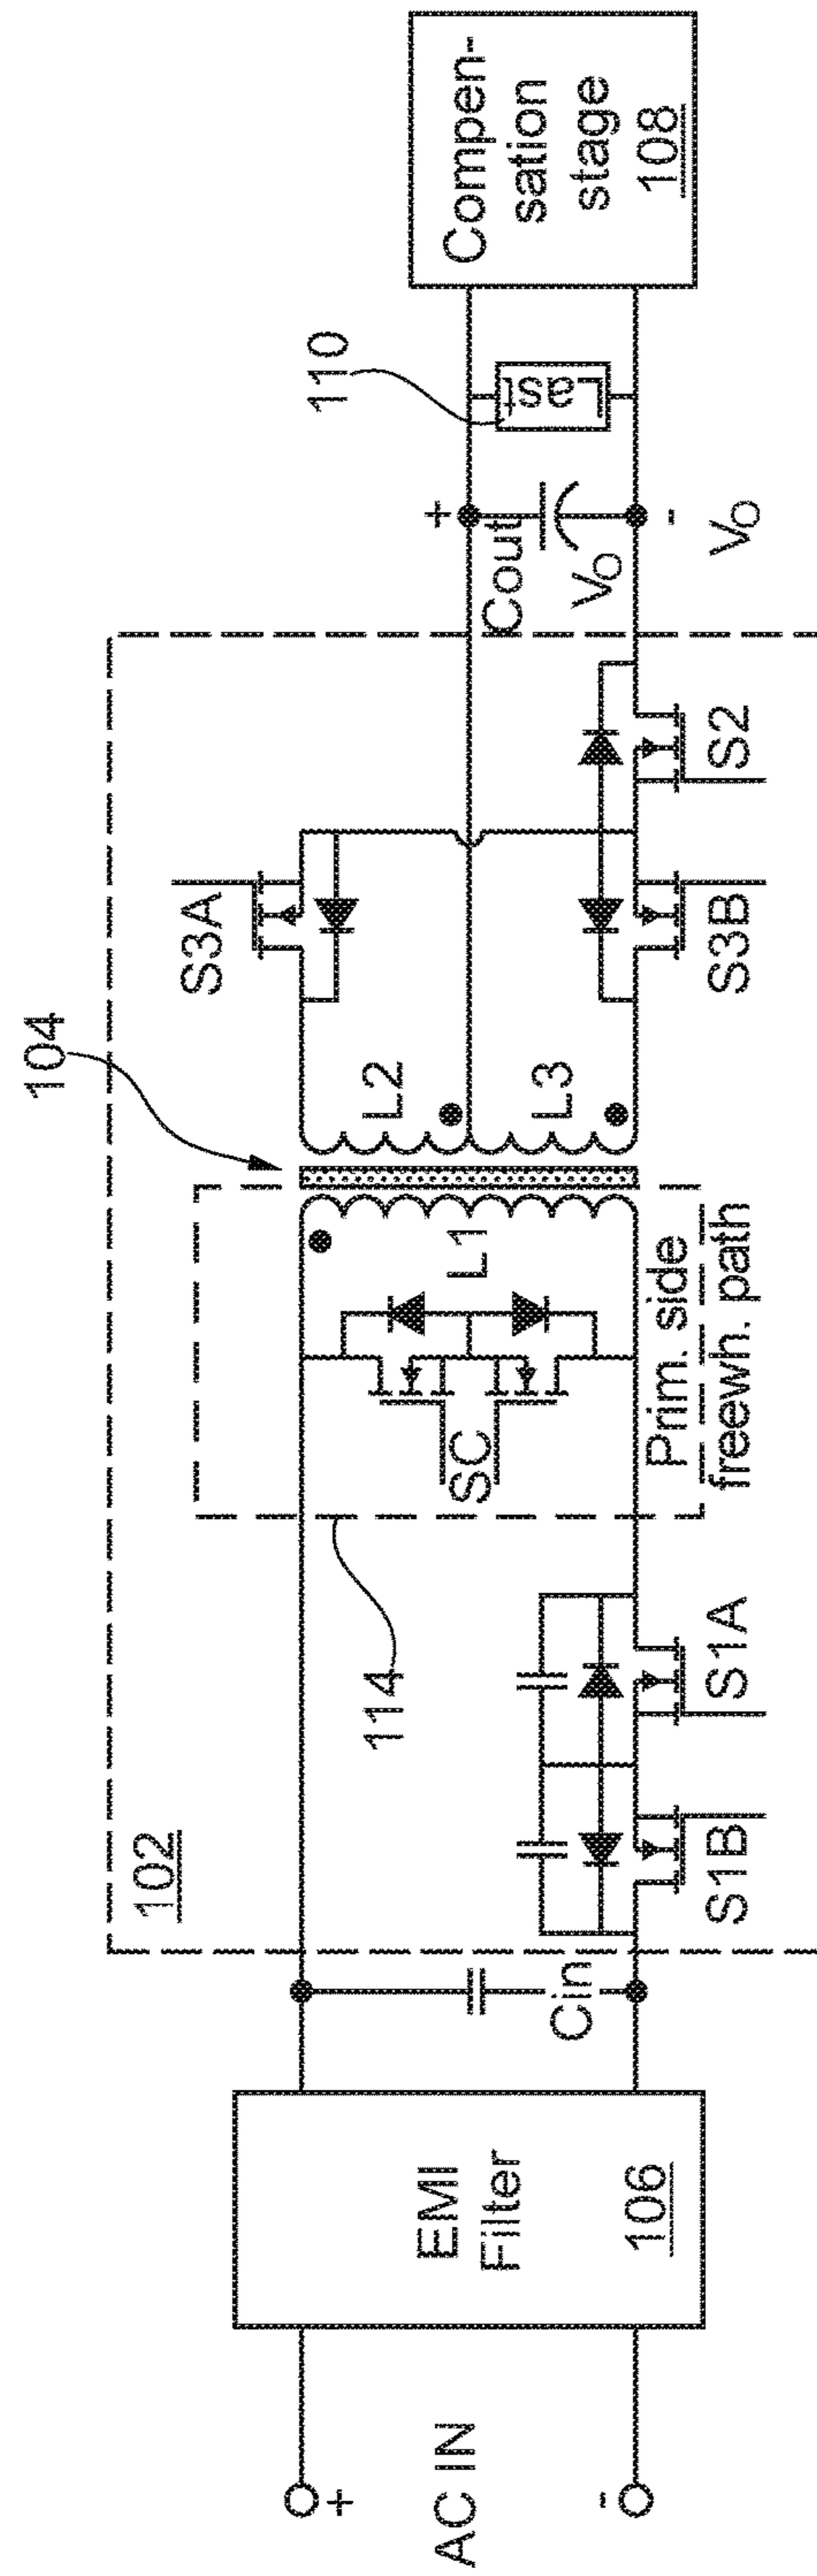 AC IN
+
-
EMI
Filter
106
Cin
102
S1B
S1A
114
SC
L1
Prim. side
freewh. path
104
L2
L3
S3A
S3B
S2
+
Cout
Vo
-
Vo
110
Last
Compen-
sation
stage
108